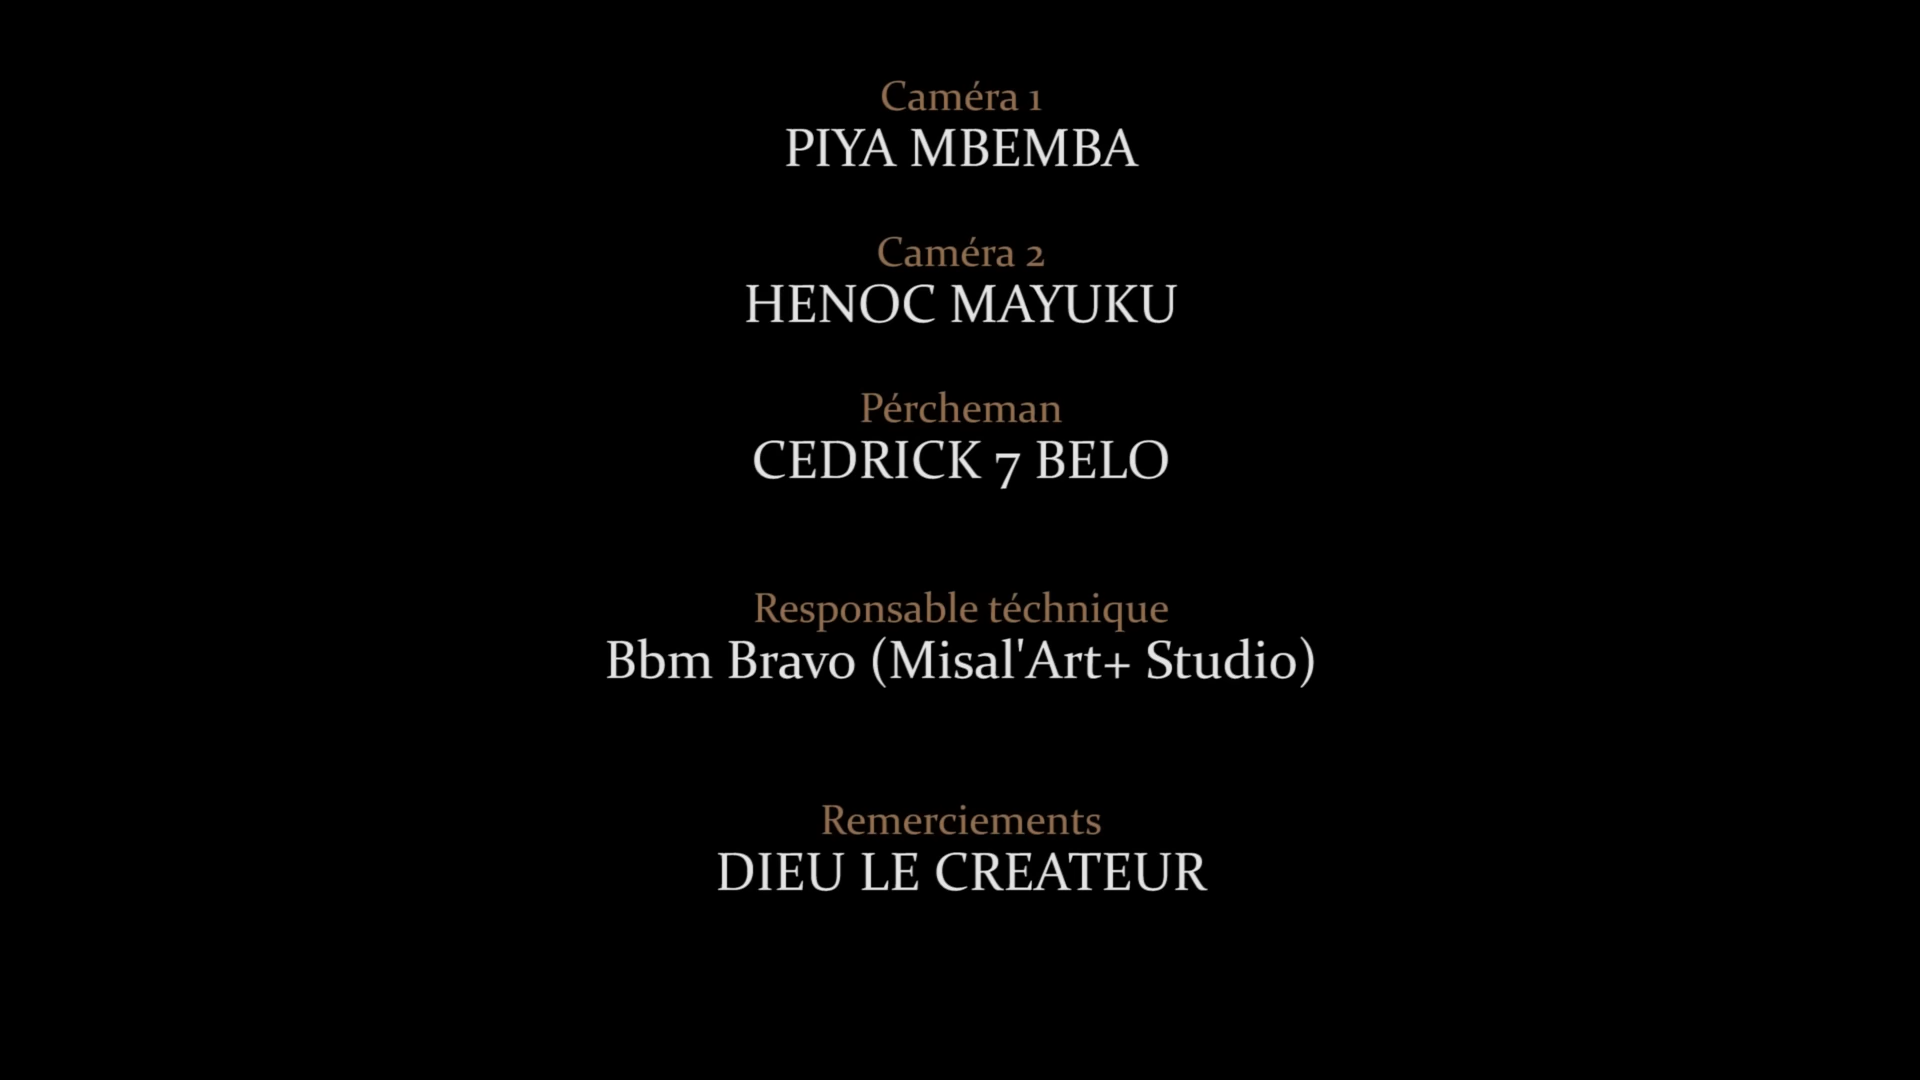 Caméra 1
PIYA MBEMBA
Caméra 2
HENOC MAYUKU
Pércheman
CEDRICK 7 BELO
Responsable téchnique
Bbm Bravo (Misal'Art+ Studio)
Remerciements
DIEU LE CREATEUR